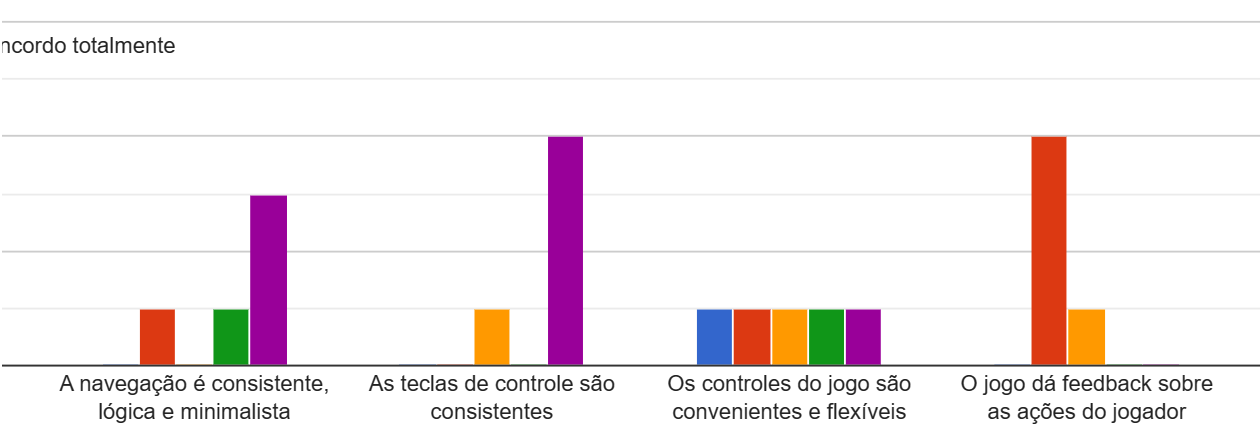 ncordo totalmente
A navegação é consistente,
lógica e minimalista
As teclas de controle são
consistentes
Os controles do jogo são
convenientes e flexíveis
O jogo dá feedback sobre
as ações do jogador